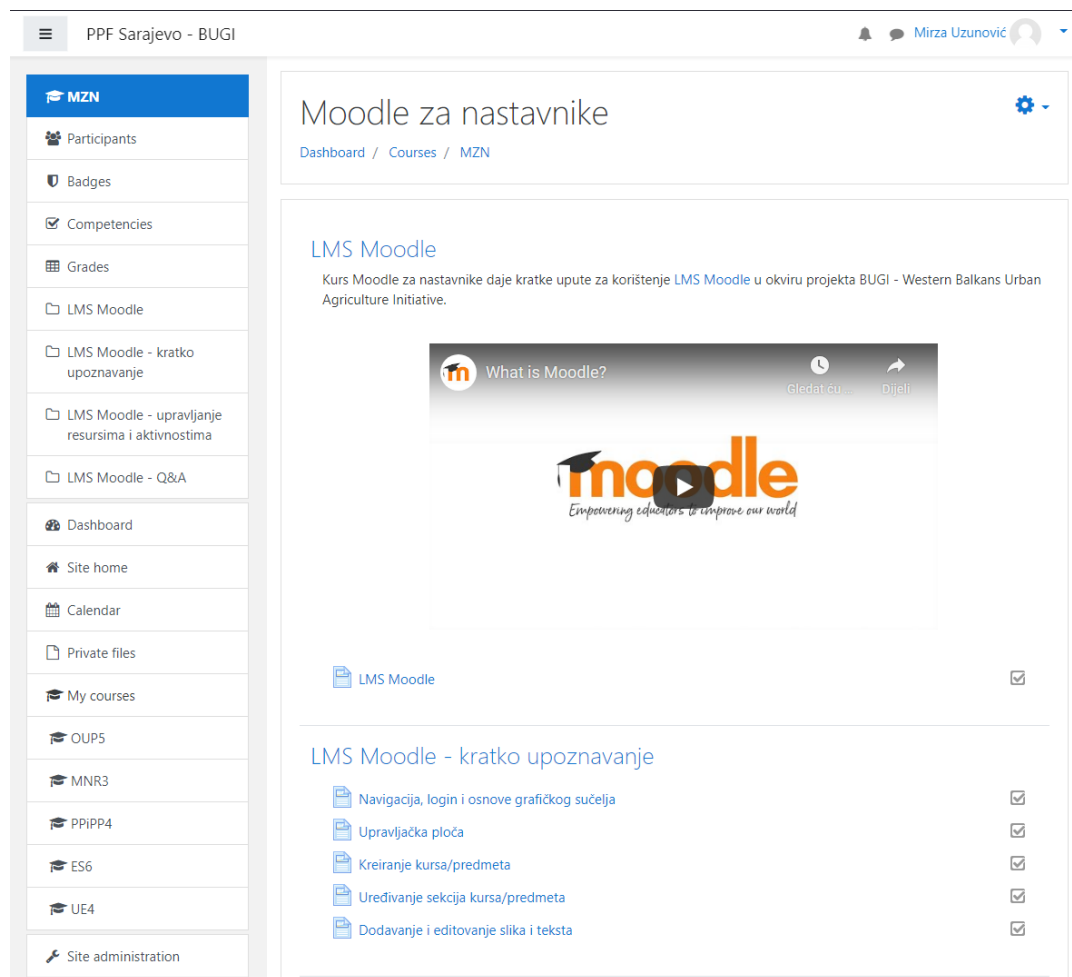 PPF Sarajevo - BUGI
Mirza Uzunović
MZN
Participants
Badges
Competencies
Grades
LMS Moodle
LMS Moodle - kratko
upoznavanje
LMS Moodle - upravljanje
resursima i aktivnostima
LMS Moodle - Q&A
Dashboard
Site home
Calendar
Private files
My courses
OUP5
MNR3
PPiPP4
ES6
UE4
Site administration
Moodle za nastavnike
Dashboard / Courses / MZN
LMS Moodle
Kurs Moodle za nastavnike daje kratke upute za korištenje LMS Moodle u okviru projekta BUGI - Western Balkans Urban
Agriculture Initiative.
What is Moodle?
Gledat ću ...
Dijeli
moodle
Empowering educators to improve our world
LMS Moodle
LMS Moodle - kratko upoznavanje
Navigacija, login i osnove grafičkog sučelja
Upravljačka ploča
Kreiranje kursa/predmeta
Uređivanje sekcija kursa/predmeta
Dodavanje i editovanje slika i teksta